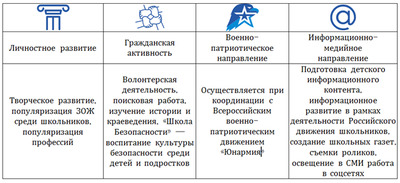 Личностное развитие
Гражданская
активность
Военно-
патриотическое
направление
Информационно-
медийное
направление
Творческое развитие,
популяризация ЗОЖ
среди школьников,
популяризация
профессий
Волонтерская
деятельность,
поисковая работа,
изучение истории и
краеведения, «Школа
Безопасности» —
воспитание культуры
безопасности среди
детей и подростков
Осуществляется при
координации с
Всероссийским
военно-
патриотическим
движением
«Юнармия»
Подготовка детского
информационного
контента,
информационное
развитие в рамках
деятельности Российского
движения школьников,
создание школьных газет,
съемки роликов,
освещение в СМИ работа
в соцсетях